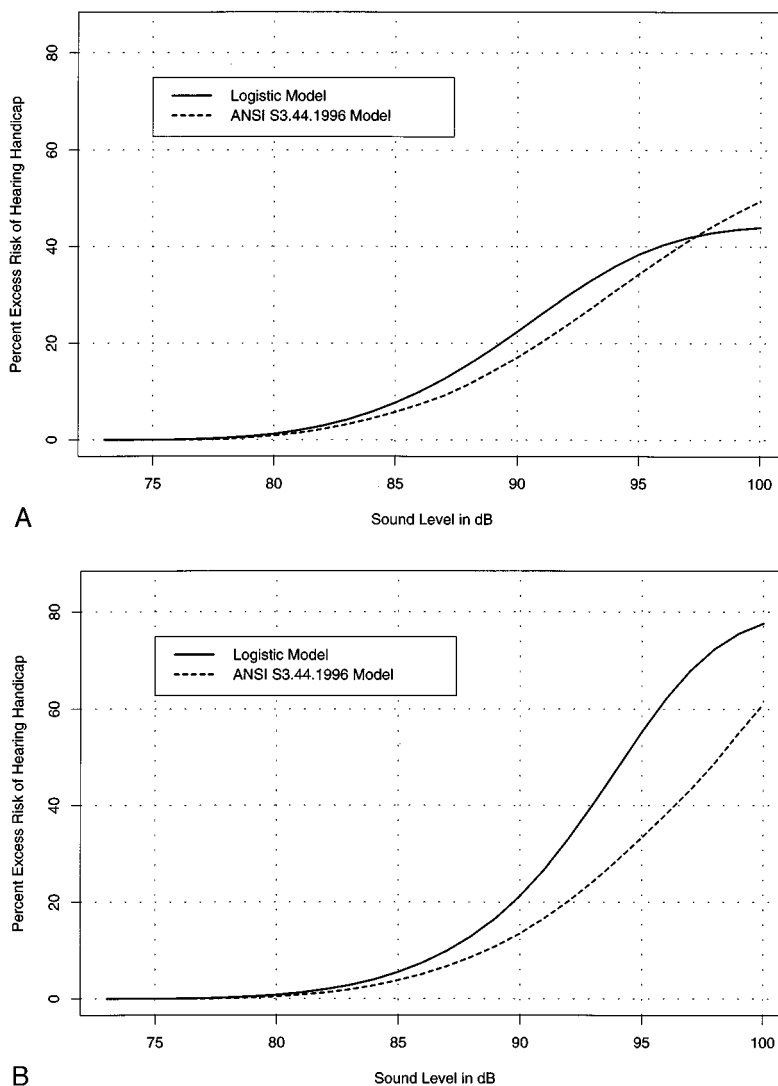 80
60
40
20
0
Percent Excess Risk of Hearing Handicap
Logistic Model
ANSI S3.44.1996 Model
75 80 85 90 95 100
Sound Level in dB
A
80
60
40
20
0
Percent Excess Risk of Hearing Handicap
Logistic Model
ANSI S3.44.1996 Model
75 80 85 90 95 100
Sound Level in dB
B